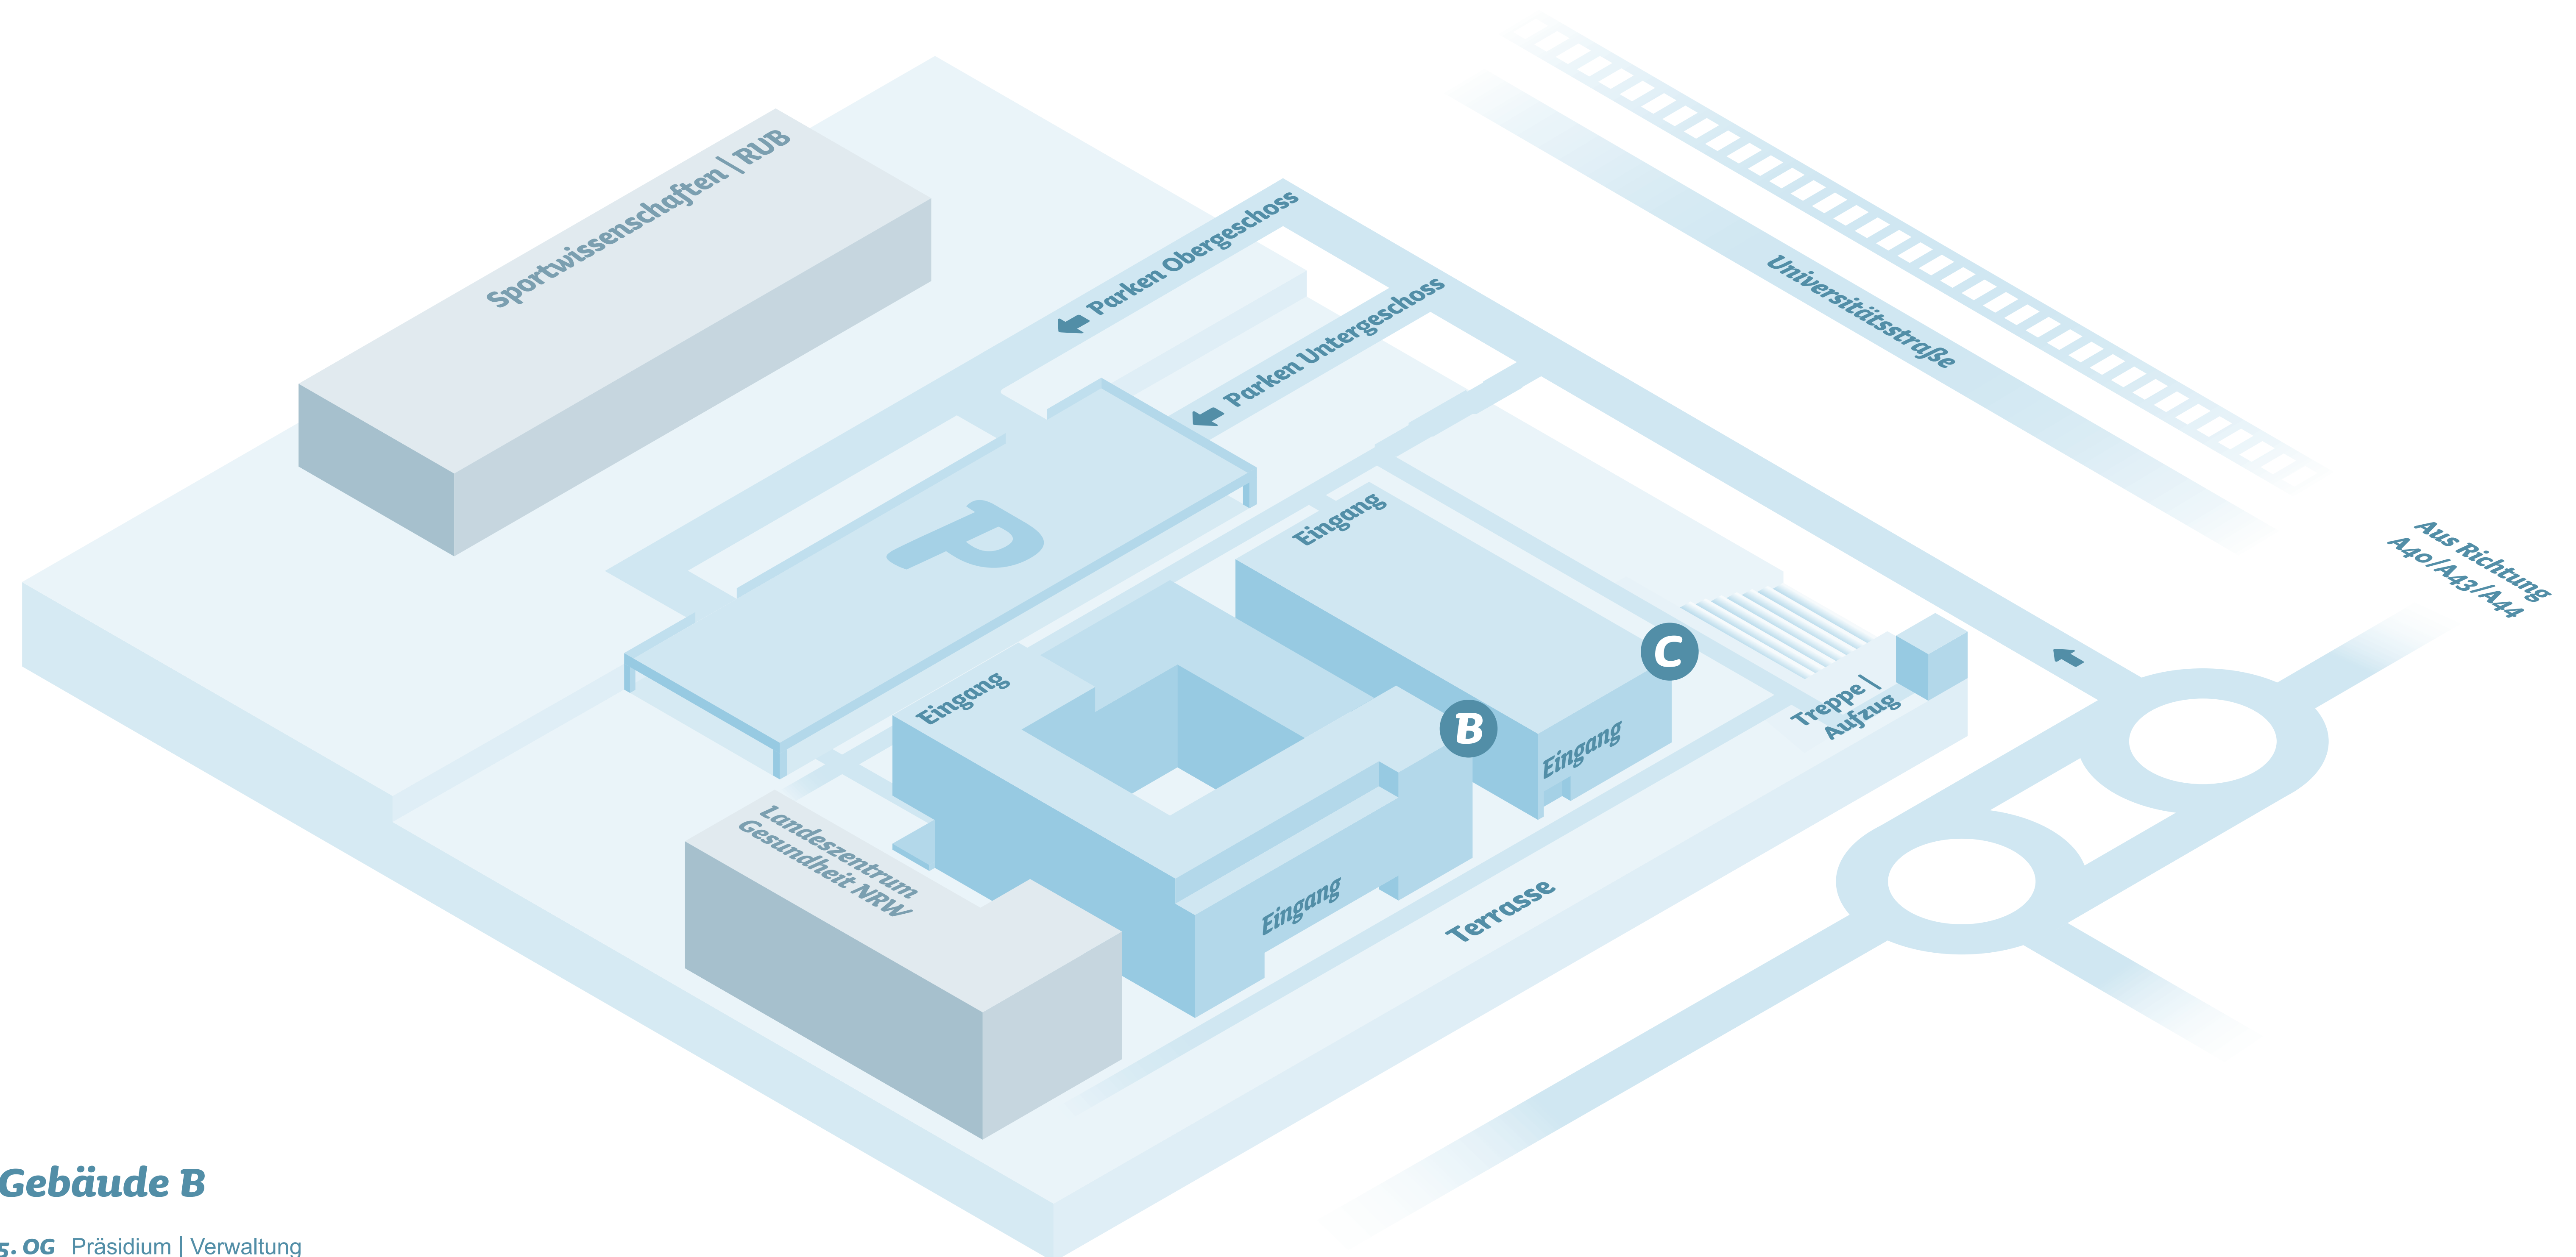 Sportwissenschaften | RUB
Parken Obergeschoss
Parken Untergeschoss
Universitätsstraße
Aus Richtung
A40/A43/A44
P
Eingang
C
Eingang
B
Eingang
Treppe |
Aufzug
Landeszentrum
Gesundheit NRW
Eingang
Terrasse
Gebäude B
5. OG Präsidium | Verwaltung